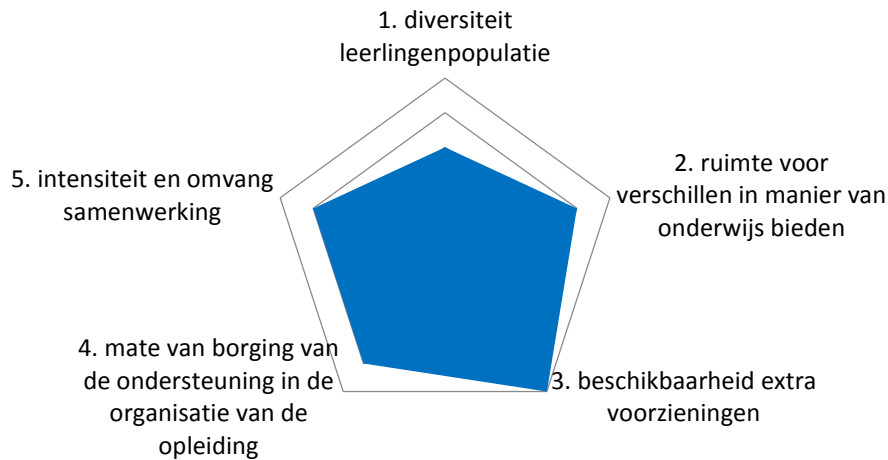 1. diversiteit
leerlingenpopulatie
2. ruimte voor
verschillen in manier van
onderwijs bieden
3. beschikbaarheid extra
voorzieningen
4. mate van borging van
de ondersteuning in de
organisatie van de
opleiding
5. intensiteit en omvang
samenwerking